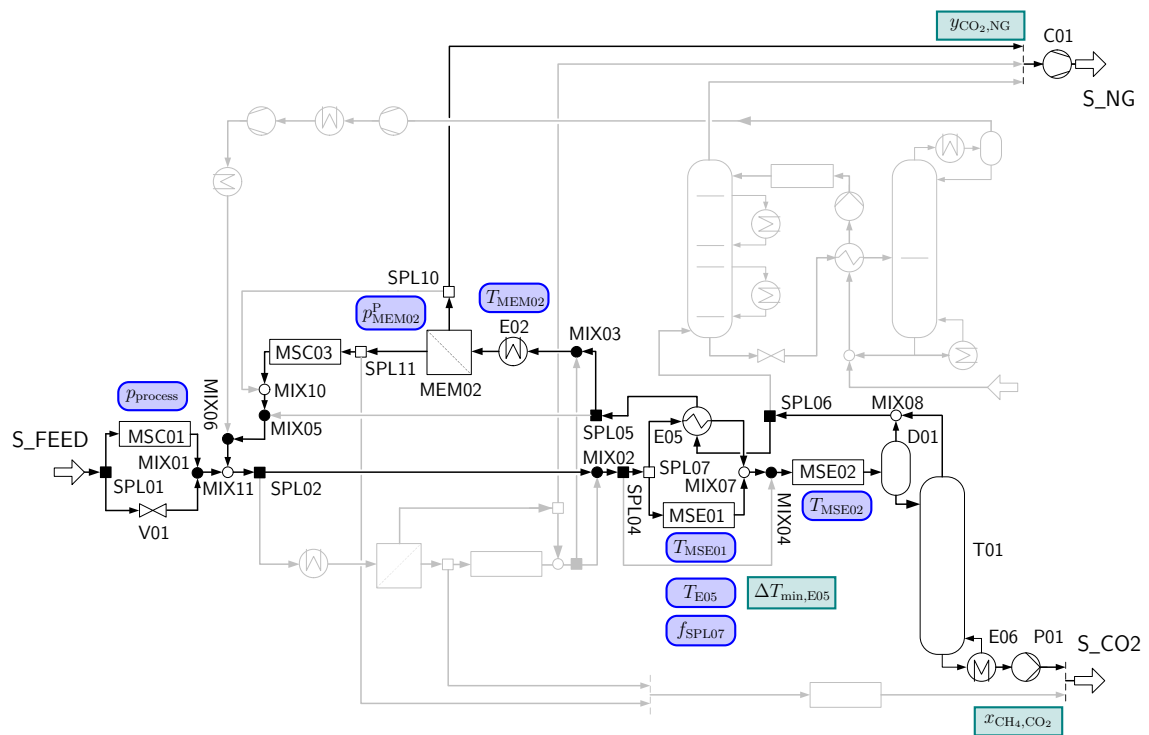 y_CO₂,NG
C01
S_NG
SPL10
p^P_MEM02
T_MEM02
E02
MIX03
MSC03
SPL11
MEM02
MIX10
p_process
MIX06
MIX05
SPL05
E05
SPL06
MIX08
S_FEED
MSC01
MIX01
D01
SPL01
MIX11
SPL02
MIX02
SPL07
MIX07
MSE02
V01
SPL04
MSE01
MIX04
T_MSE02
T_MSE01
T01
T_E05
ΔT_min,E05
f_SPL07
E06
P01
S_CO2
x_CH₄,CO₂